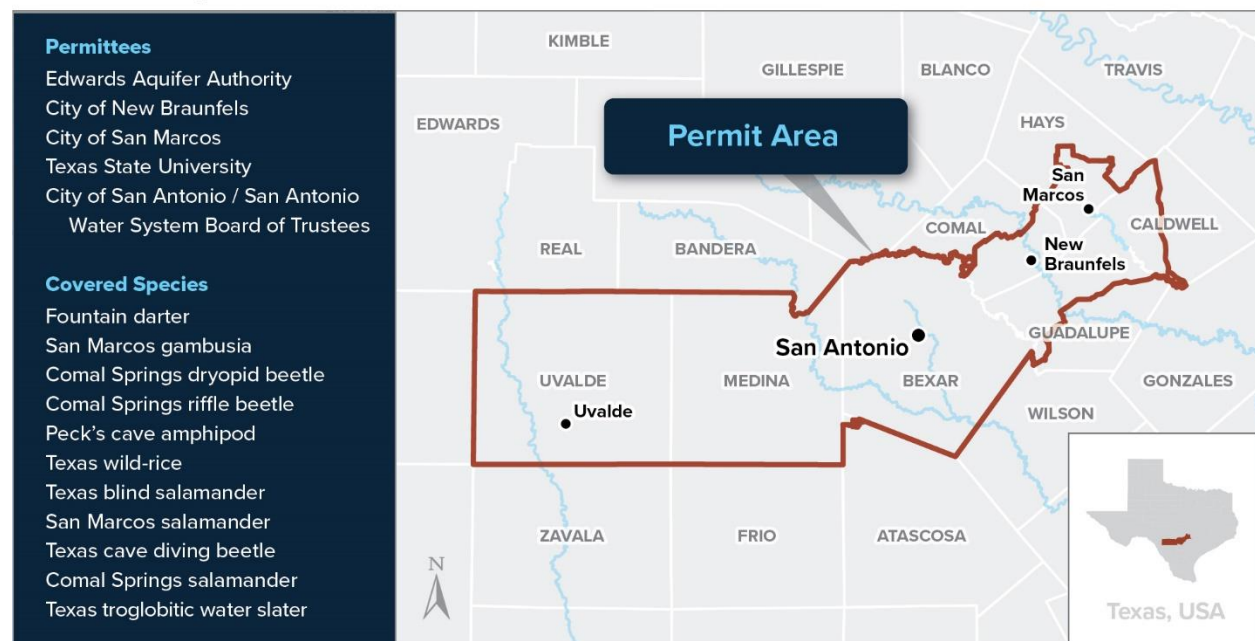 Permittees
Edwards Aquifer Authority
City of New Braunfels
City of San Marcos
Texas State University
City of San Antonio / San Antonio
Water System Board of Trustees
Covered Species
Fountain darter
San Marcos gambusia
Comal Springs dryopid beetle
Comal Springs riffle beetle
Peck's cave amphipod
Texas wild-rice
Texas blind salamander
San Marcos salamander
Texas cave diving beetle
Comal Springs salamander
Texas troglobitic water slater
KIMBLE
GILLESPIE
BLANCO
TRAVIS
EDWARDS
Permit Area
HAYS
San
Marcos
REAL
BANDERA
COMAL
CALDWELL
New
Braunfels
GUADALUPE
San Antonio
UVALDE
MEDINA
BEXAR
GONZALES
Uvalde
WILSON
ZAVALA
FRIO
ATASCOSA
N
Texas, USA